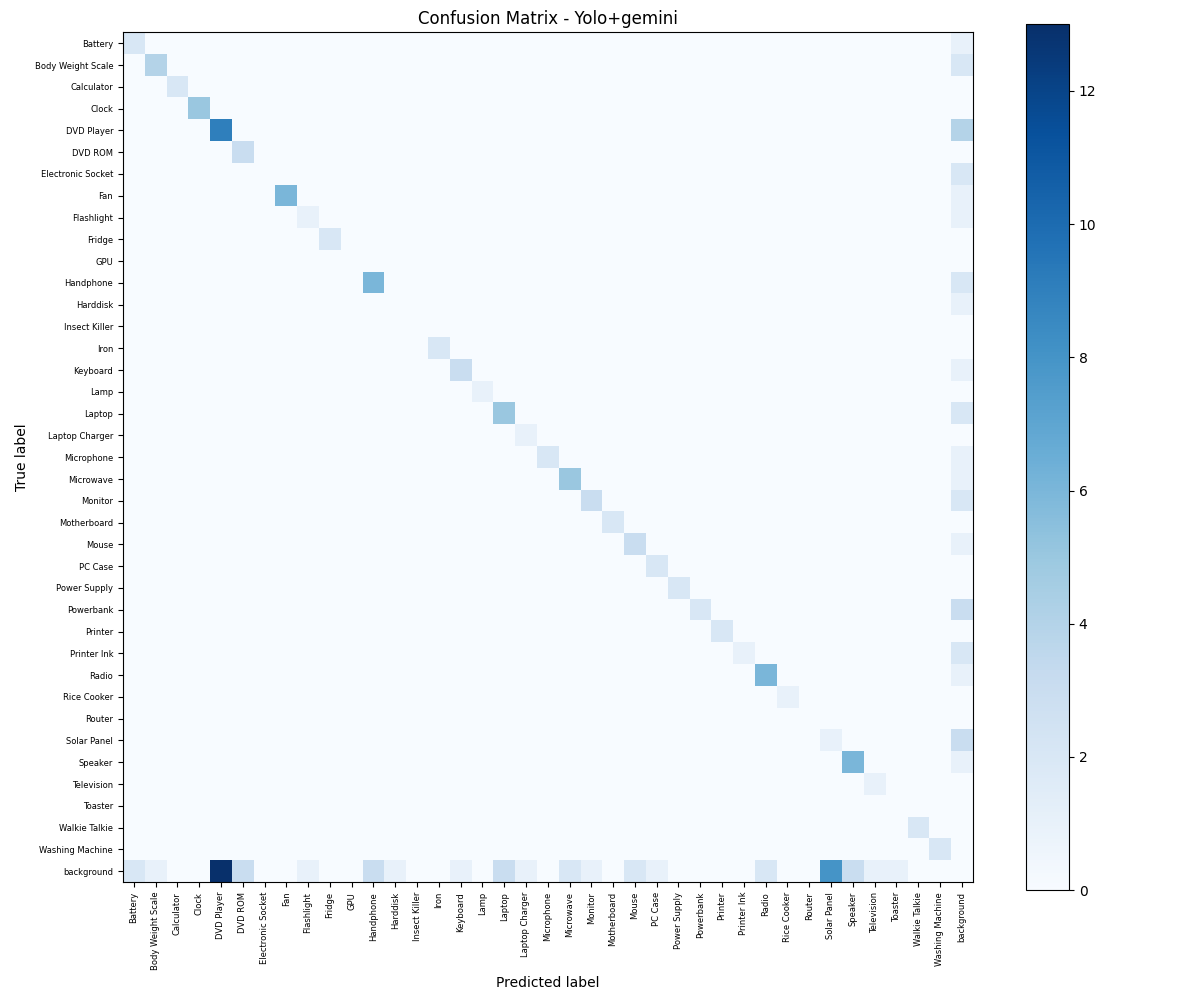 Confusion Matrix - Yolo+gemini
True label
Battery
Body Weight Scale
Calculator
Clock
DVD Player
DVD ROM
Electronic Socket
Fan
Flashlight
Fridge
GPU
Handphone
Harddisk
Insect Killer
Iron
Keyboard
Lamp
Laptop
Laptop Charger
Microphone
Microwave
Monitor
Motherboard
Mouse
PC Case
Power Supply
Powerbank
Printer
Printer Ink
Radio
Rice Cooker
Router
Solar Panel
Speaker
Television
Toaster
Walkie Talkie
Washing Machine
background
Battery
Body Weight Scale
Calculator
Clock
DVD Player
DVD ROM
Electronic Socket
Fan
Flashlight
Fridge
GPU
Handphone
Harddisk
Insect Killer
Iron
Keyboard
Lamp
Laptop
Laptop Charger
Microphone
Microwave
Monitor
Motherboard
Mouse
PC Case
Power Supply
Powerbank
Printer
Printer Ink
Radio
Rice Cooker
Router
Solar Panel
Speaker
Television
Toaster
Walkie Talkie
Washing Machine
background
Predicted label
12
10
8
6
4
2
0